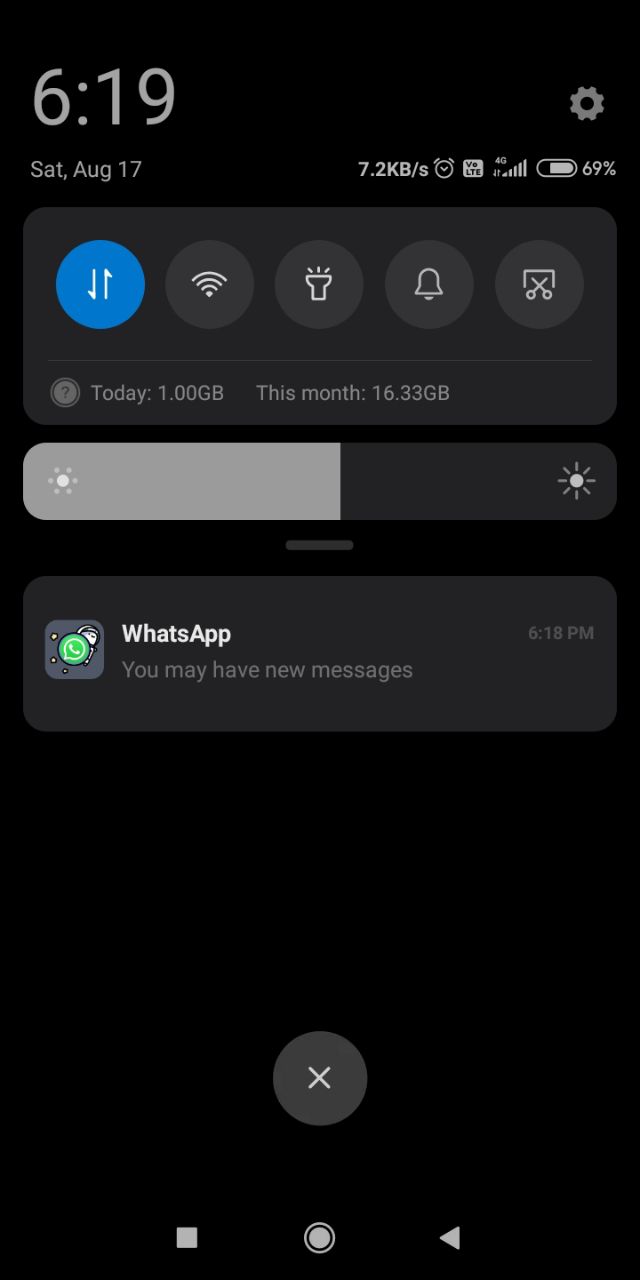 6:19
Sat, Aug 17 7.2KB/s Vo LTE 4G 69%
? Today: 1.00GB This month: 16.33GB
WhatsApp 6:18 PM
You may have new messages